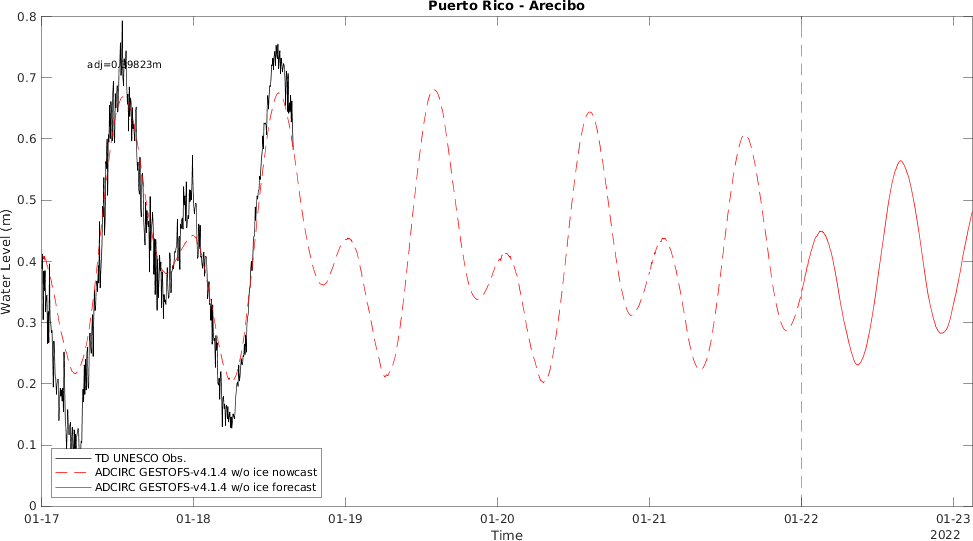 Puerto Rico - Arecibo
0.8
0.7
0.6
0.5
0.4
0.3
0.2
0.1
0
Water Level (m)
TD UNESCO Obs.
ADCIRC GESTOFS-v4.1.4 w/o ice nowcast
ADCIRC GESTOFS-v4.1.4 w/o ice forecast
01-17 01-18 01-19 01-20 01-21 01-22 01-23
Time
2022